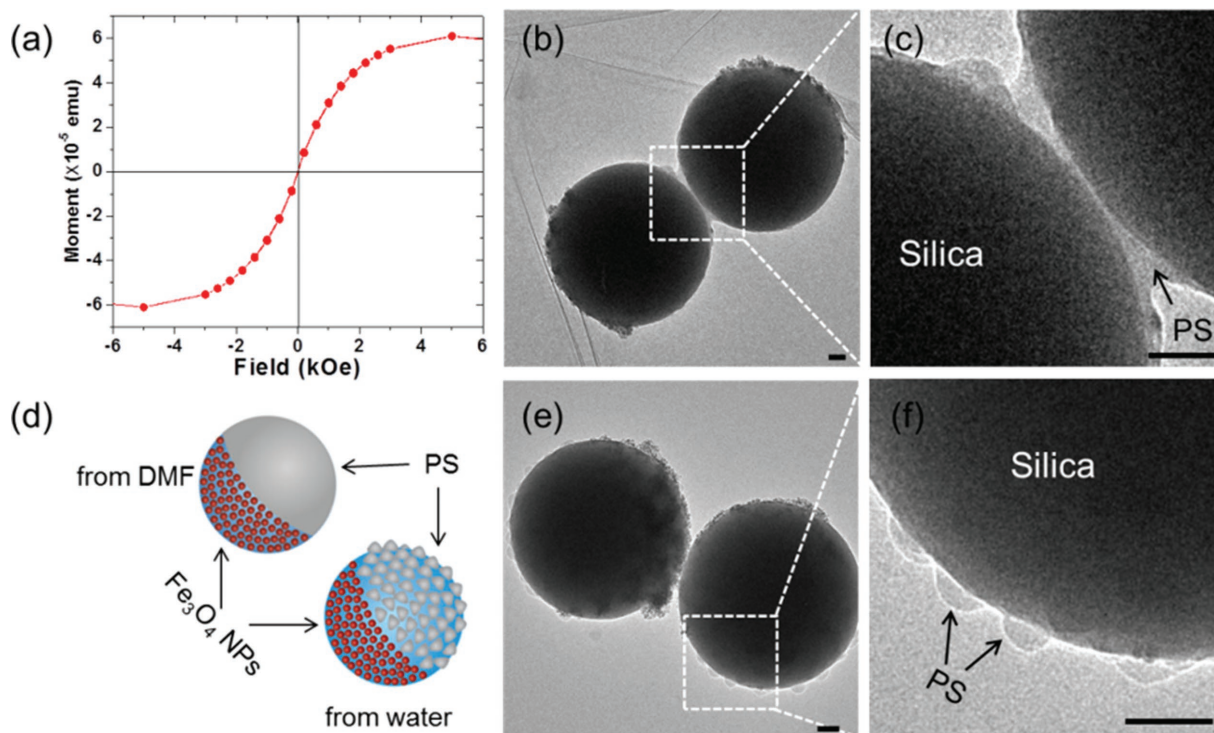 (a)
6
4
2
0
-2
-4
-6
Moment (×10⁻⁵ emu)
-6 -4 -2 0 2 4 6
Field (kOe)
(b)
(c)
Silica
PS
(d)
from DMF
PS
Fe₃O₄ NPs
from water
(e)
(f)
Silica
PS